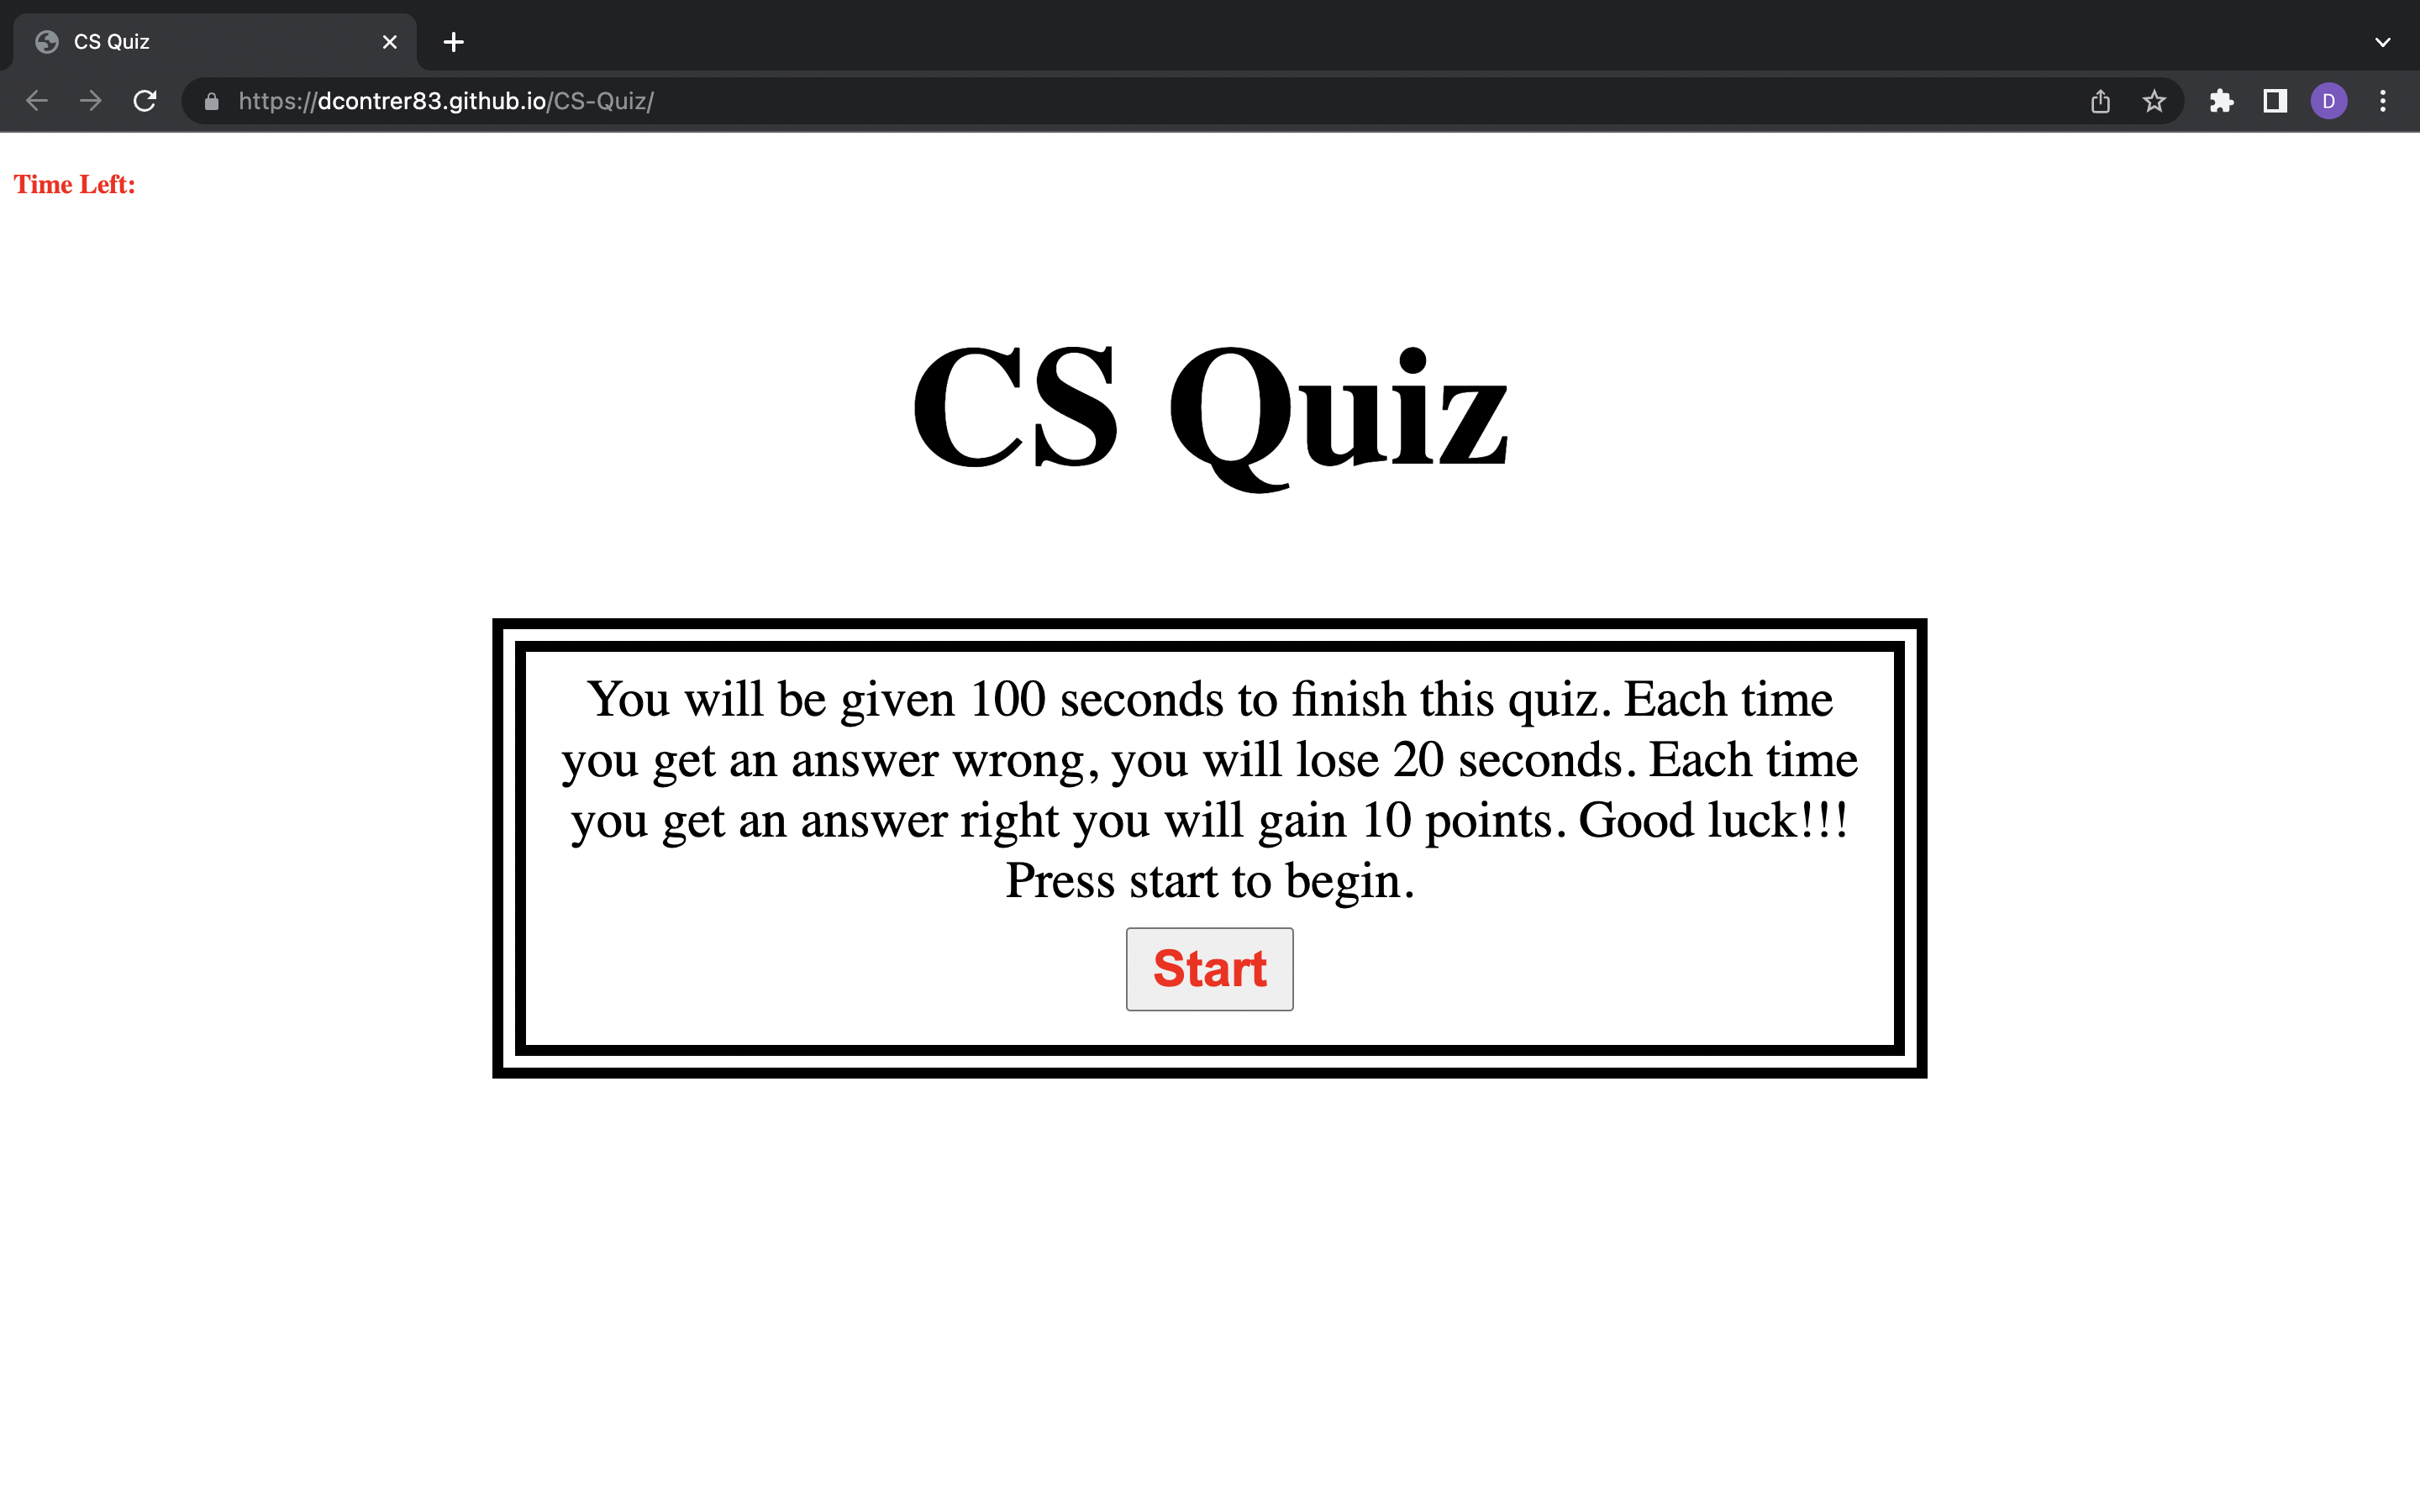 CS Quiz
https://dcontrer83.github.io/CS-Quiz/
D
Time Left:
CS Quiz
You will be given 100 seconds to finish this quiz. Each time
you get an answer wrong, you will lose 20 seconds. Each time
you get an answer right you will gain 10 points. Good luck!!!
Press start to begin.
Start